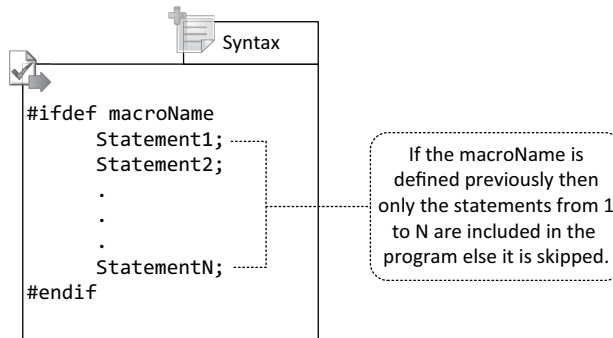 Syntax
#ifdef macroName
Statement1;
Statement2;
.
.
.
StatementN;
#endif
If the macroName is
defined previously then
only the statements from 1
to N are included in the
program else it is skipped.